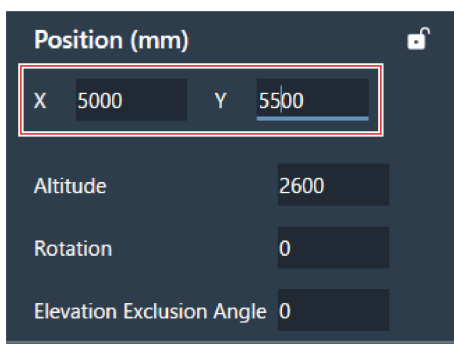 Position (mm)
X 5000 Y 5500
Altitude 2600
Rotation 0
Elevation Exclusion Angle 0